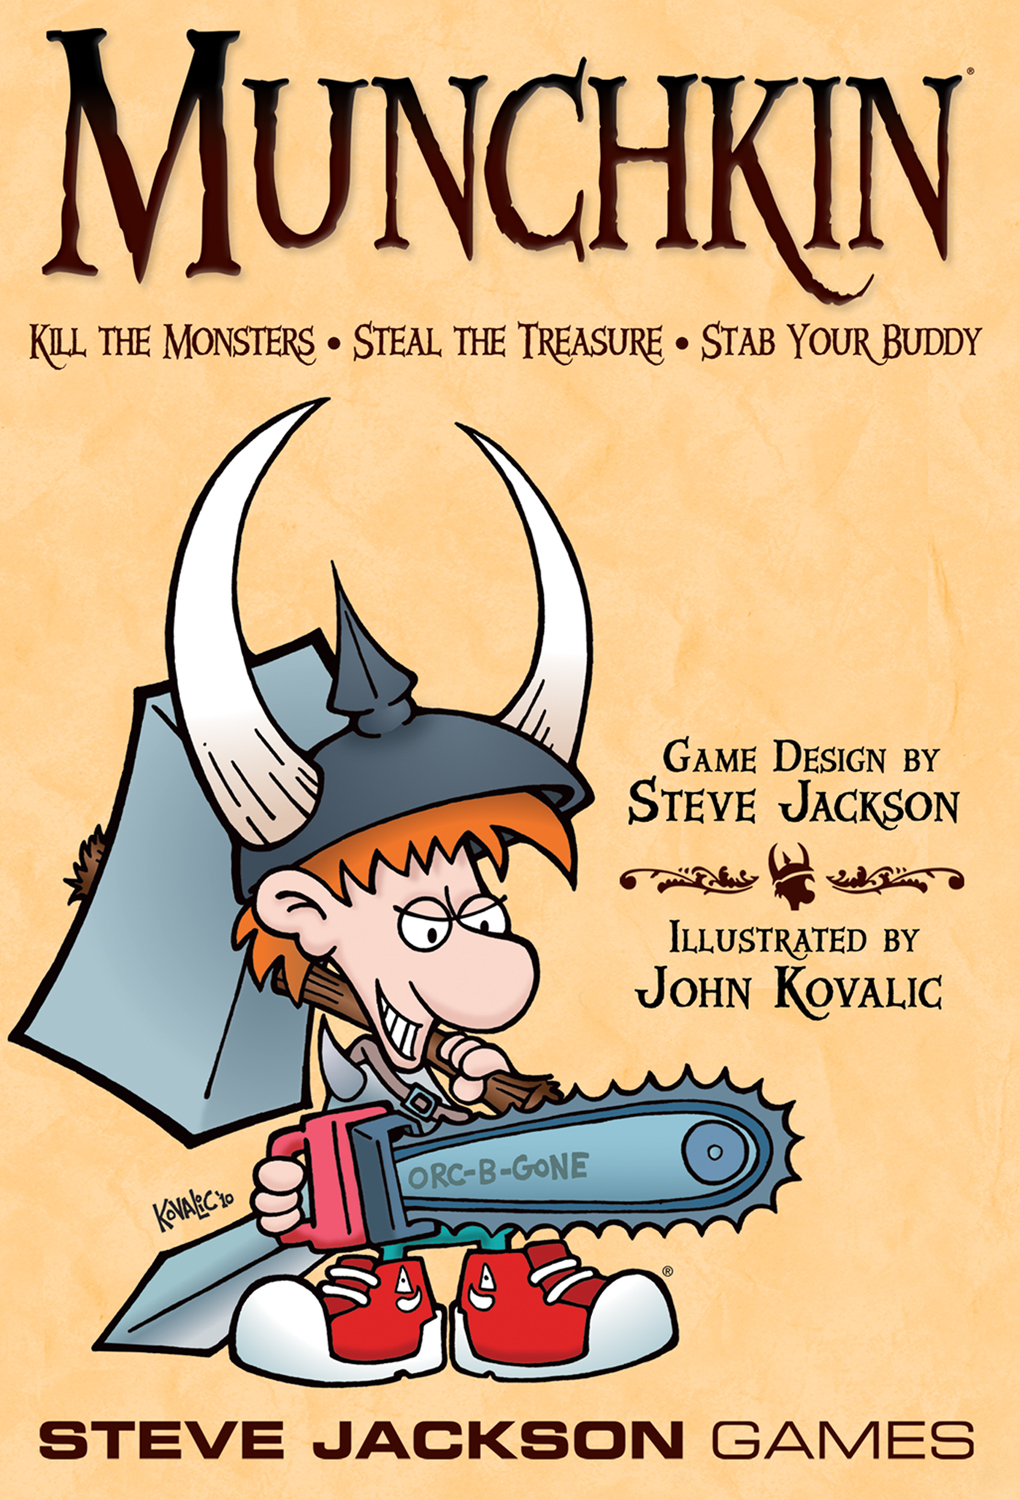 MUNCHKIN®
KILL THE MONSTERS • STEAL THE TREASURE • STAB YOUR BUDDY
GAME DESIGN BY
STEVE JACKSON
ILLUSTRATED BY
JOHN KOVALIC
ORC-B-GONE
KOVALIC '10
®
STEVE JACKSON GAMES